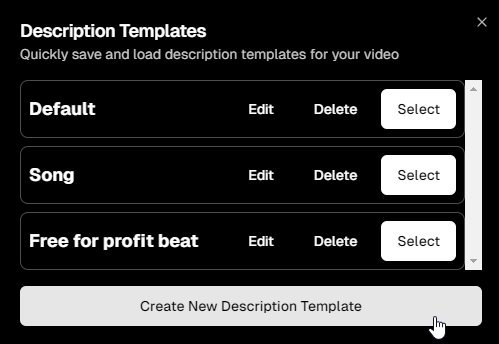 Description Templates
Quickly save and load description templates for your video
Default Edit Delete Select
Song Edit Delete Select
Free for profit beat Edit Delete Select
Create New Description Template